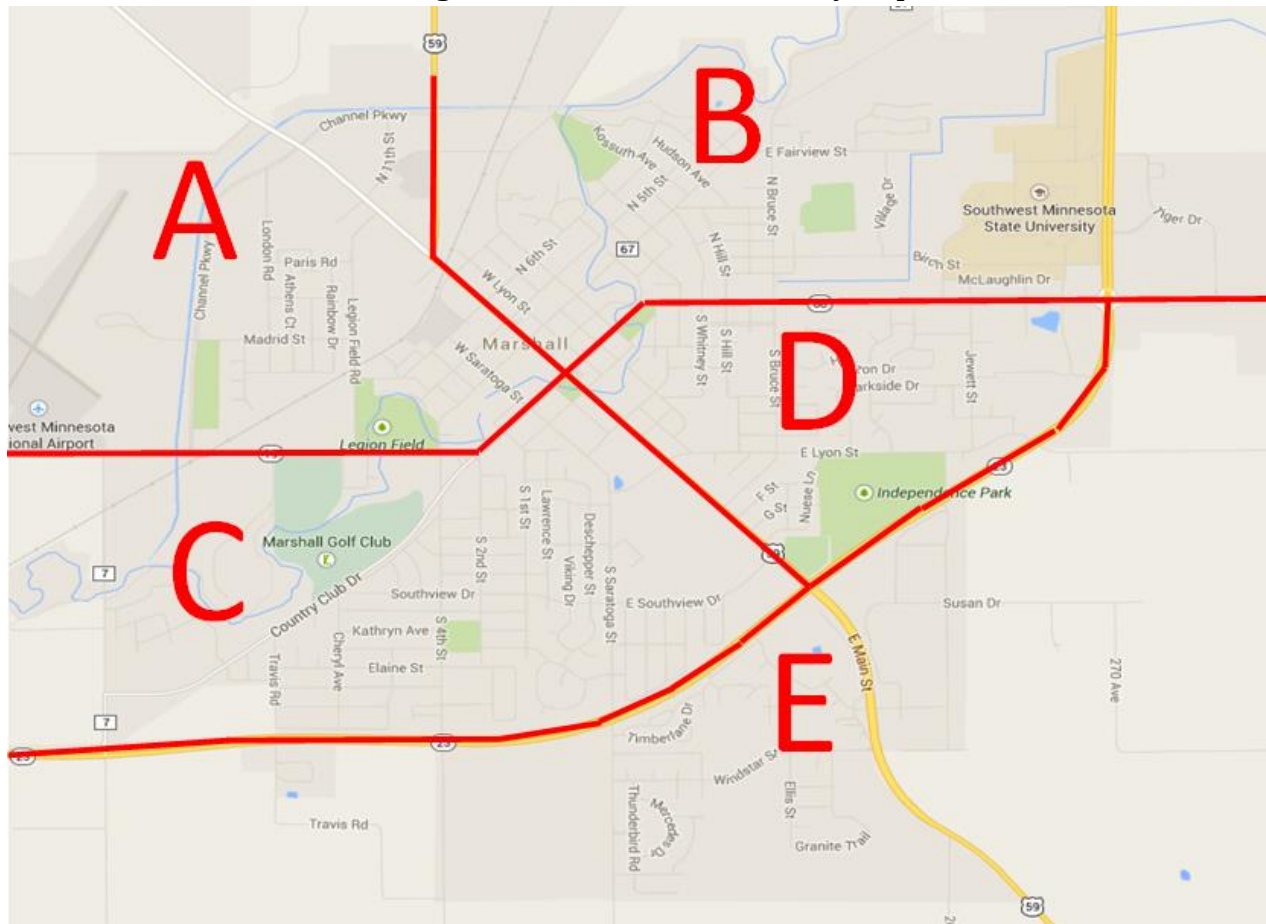 59
B
Channel Pkwy
N 11th St
A
Kossuth Ave
Hudson Ave
E Fairview St
N 5th St
N Bruce St
Village Dr
Southwest Minnesota
State University
Tiger Dr
London Rd
Channel Pkwy
Paris Rd
Athens Ct
Rainbow Dr
Legion Field Rd
N 6th St
67
N Hill St
Birch St
McLaughlin Dr
W Lyon St
Marshall
Madrid St
W Saratoga St
S Whitney St
S Hill St
S Bruce St
D
Jewett St
west Minnesota
ional Airport
Legion Field
E Lyon St
23
F St
G St
Independence Park
S 1st St
Lawrence St
Viking Dr
Deschepper St
S 2nd St
C
Marshall Golf Club
7
Country Club Dr
Southview Dr
S Saratoga St
E Southview Dr
59
Susan Dr
Kathryn Ave
S 4th St
Cheryl Ave
Elaine St
Travis Rd
E
E Main St
270 Ave
7
23
23
Timberlane Dr
Windstar St
Thunderbird Rd
Ellis St
Travis Rd
Granite Trail
59